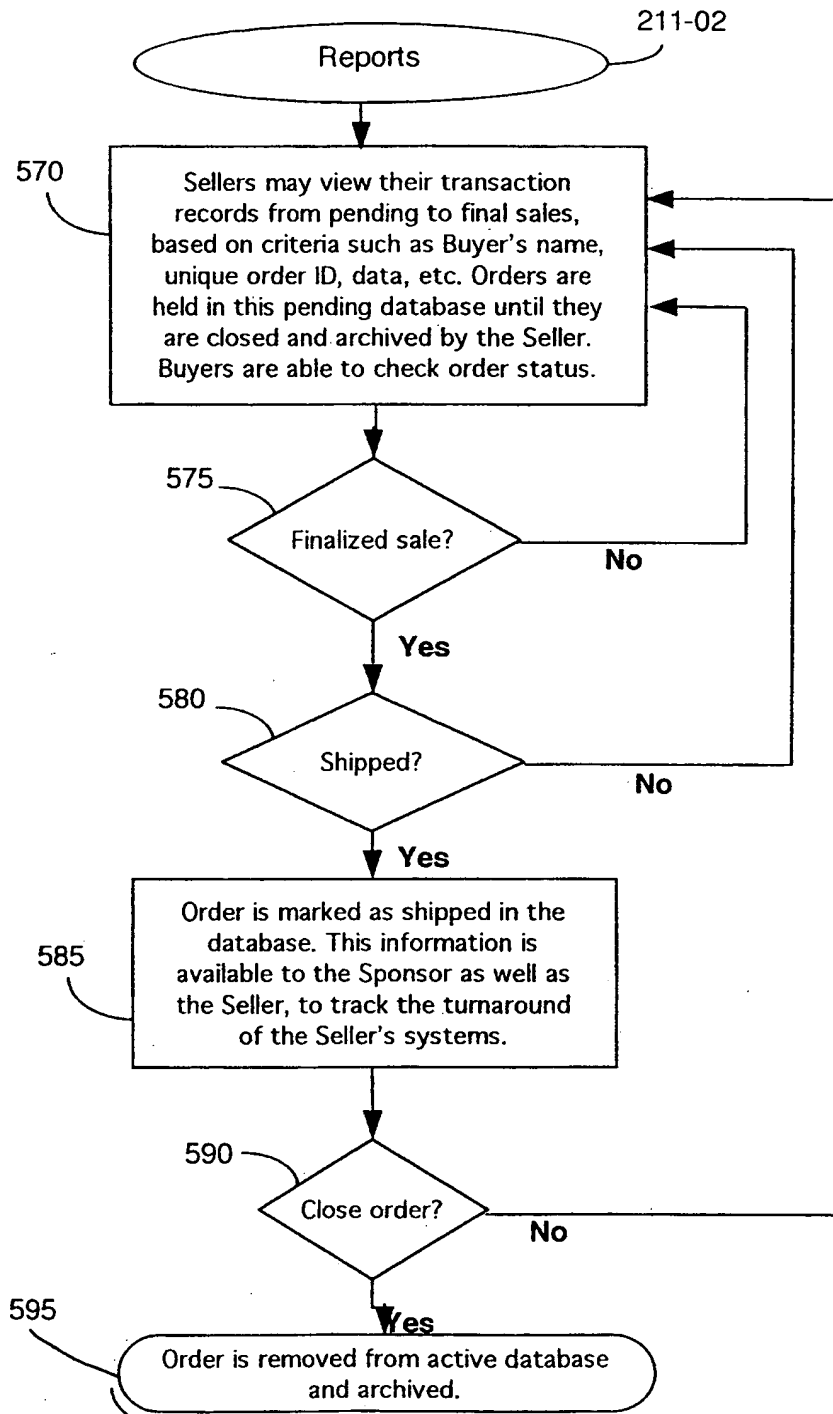 211-02
Reports
570
Sellers may view their transaction
records from pending to final sales,
based on criteria such as Buyer's name,
unique order ID, data, etc. Orders are
held in this pending database until they
are closed and archived by the Seller.
Buyers are able to check order status.
575
Finalized sale?
No
Yes
580
Shipped?
No
Yes
585
Order is marked as shipped in the
database. This information is
available to the Sponsor as well as
the Seller, to track the turnaround
of the Seller's systems.
590
Close order?
No
Yes
595
Order is removed from active database
and archived.